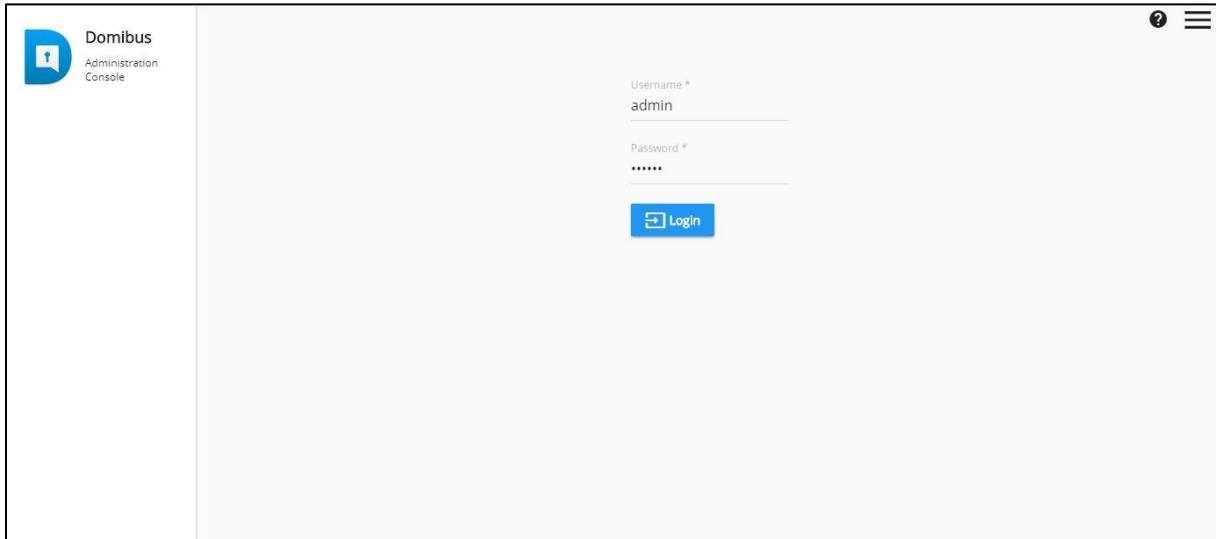 Domibus
Administration
Console
Username *
admin
Password *
••••••
Login